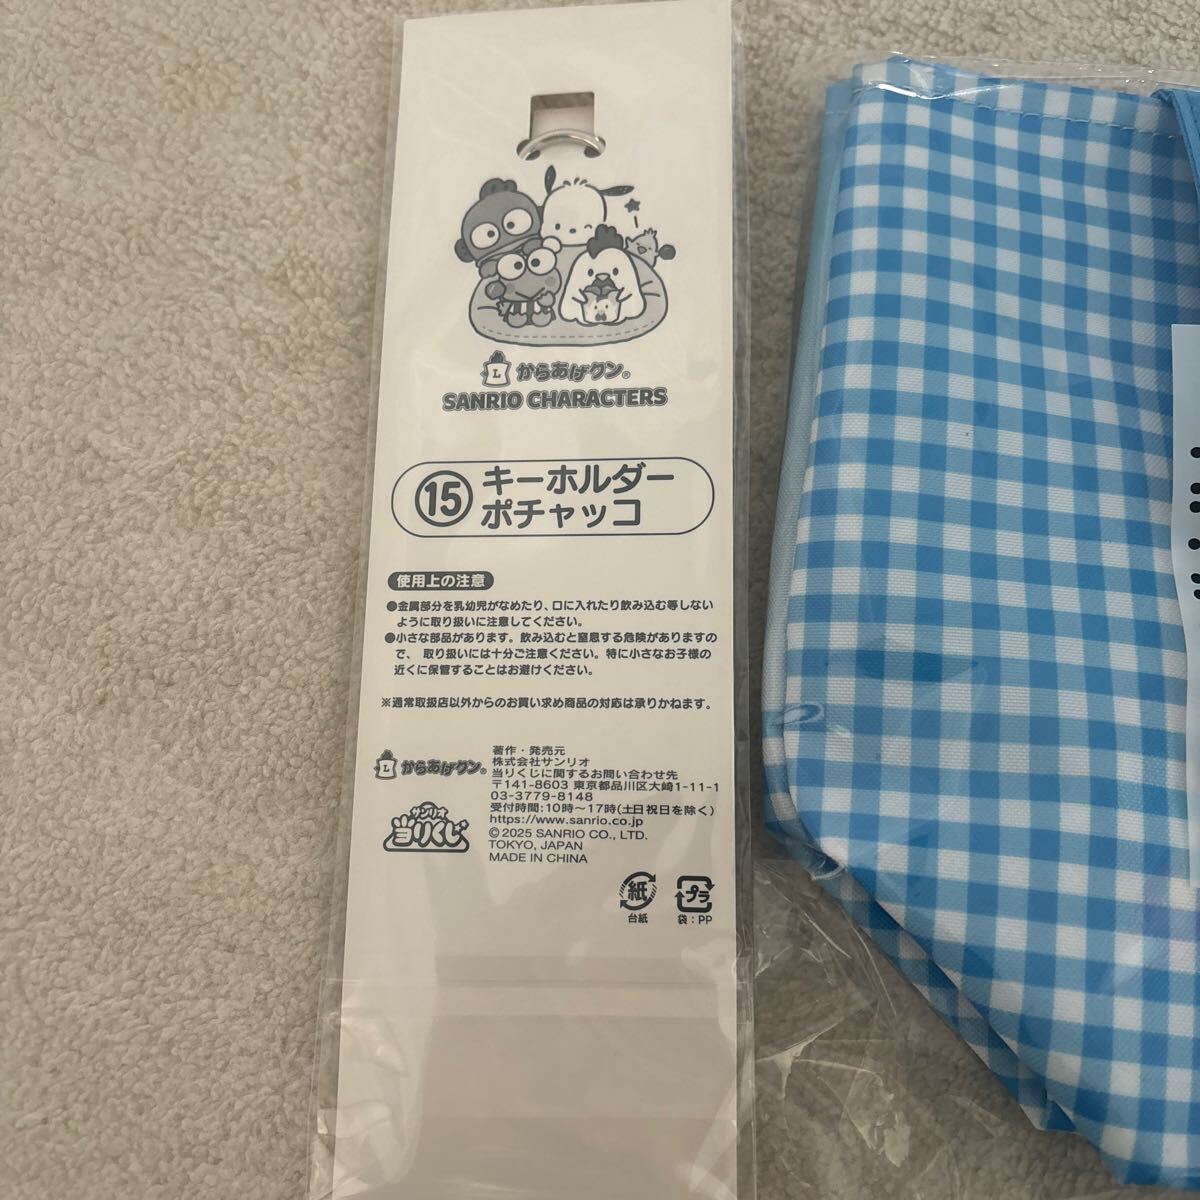 L からあげクン®
SANRIO CHARACTERS
⑮ キーホルダー
ポチャッコ
使用上の注意
●金属部分を乳幼児がなめたり、口に入れたり飲み込む等しない
ように取り扱いに注意してください。
●小さな部品があります。飲み込むと窒息する危険がありますの
で、 取り扱いには十分ご注意ください。特に小さなお子様の
近くに保管することはお避けください。
※通常取扱店以外からのお買い求め商品の対応は承りかねます。
L からあげクン®
サンリオ
当りくじ
著作・発売元
株式会社サンリオ
当りくじに関するお問い合わせ先
〒141-8603 東京都品川区大崎1-11-1
03-3779-8148
受付時間:10時～17時(土日祝日を除く)
https://www.sanrio.co.jp
©2025 SANRIO CO., LTD.
TOKYO, JAPAN
MADE IN CHINA
紙
台紙
プラ
袋：PP